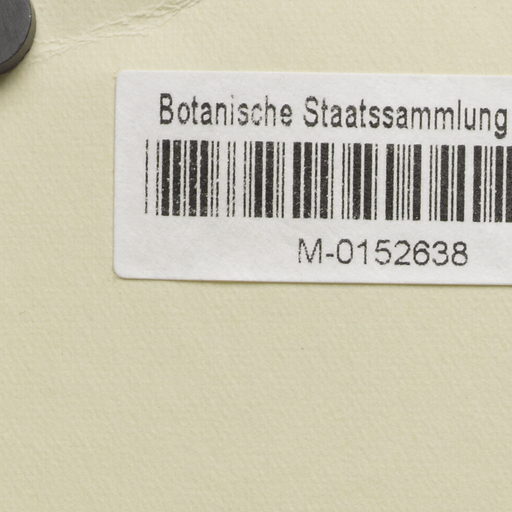 Botanische Staatssammlung
M-0152638